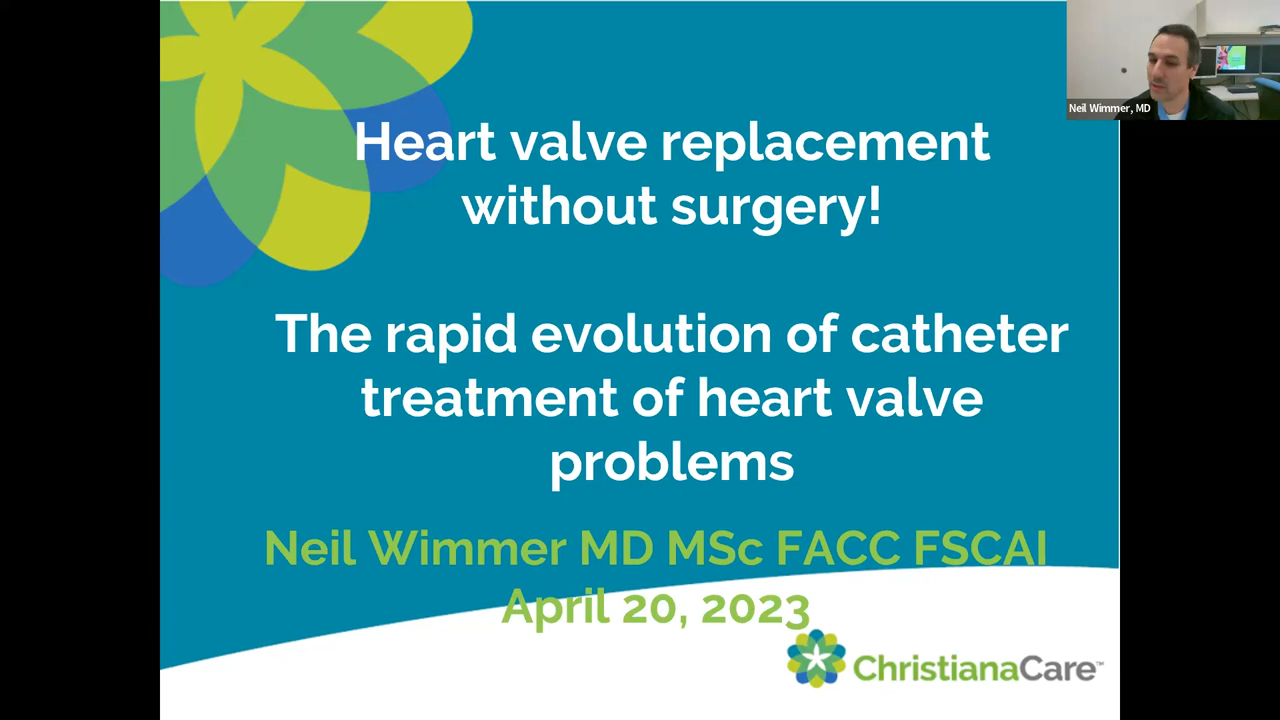 Neil Wimmer, MD
Heart valve replacement
without surgery!
The rapid evolution of catheter
treatment of heart valve
problems
Neil Wimmer MD MSc FACC FSCAI
April 20, 2023
ChristianaCare™